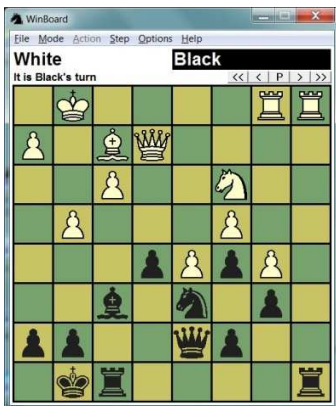 WinBoard
File Mode Action Step Options Help
White Black
It is Black's turn << < P > >>